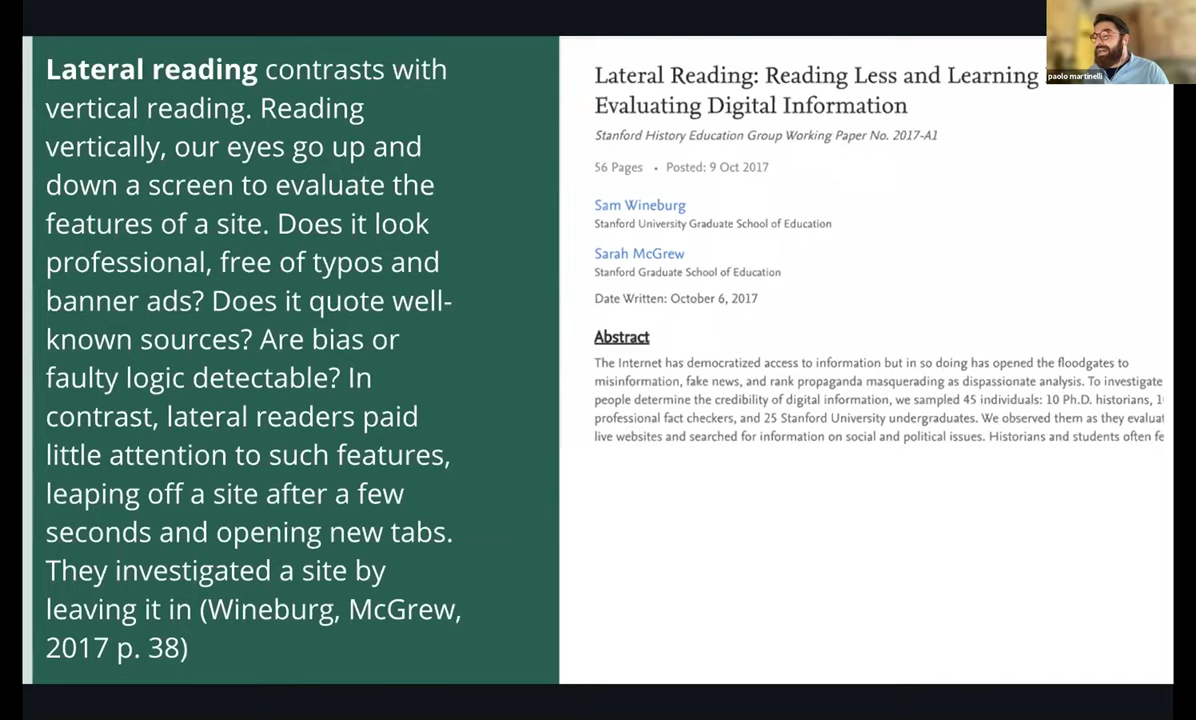 Lateral reading contrasts with
vertical reading. Reading
vertically, our eyes go up and
down a screen to evaluate the
features of a site. Does it look
professional, free of typos and
banner ads? Does it quote well-
known sources? Are bias or
faulty logic detectable? In
contrast, lateral readers paid
little attention to such features,
leaping off a site after a few
seconds and opening new tabs.
They investigated a site by
leaving it in (Wineburg, McGrew,
2017 p. 38)
Lateral Reading: Reading Less and Learning
Evaluating Digital Information
Stanford History Education Group Working Paper No. 2017-A1
56 Pages • Posted: 9 Oct 2017
Sam Wineburg
Stanford University Graduate School of Education
Sarah McGrew
Stanford Graduate School of Education
Date Written: October 6, 2017
Abstract
The Internet has democratized access to information but in so doing has opened the floodgates to
misinformation, fake news, and rank propaganda masquerading as dispassionate analysis. To investigate
people determine the credibility of digital information, we sampled 45 individuals: 10 Ph.D. historians,
professional fact checkers, and 25 Stanford University undergraduates. We observed them as they
live websites and searched for information on social and political issues. Historians and students often
paolo martinelli